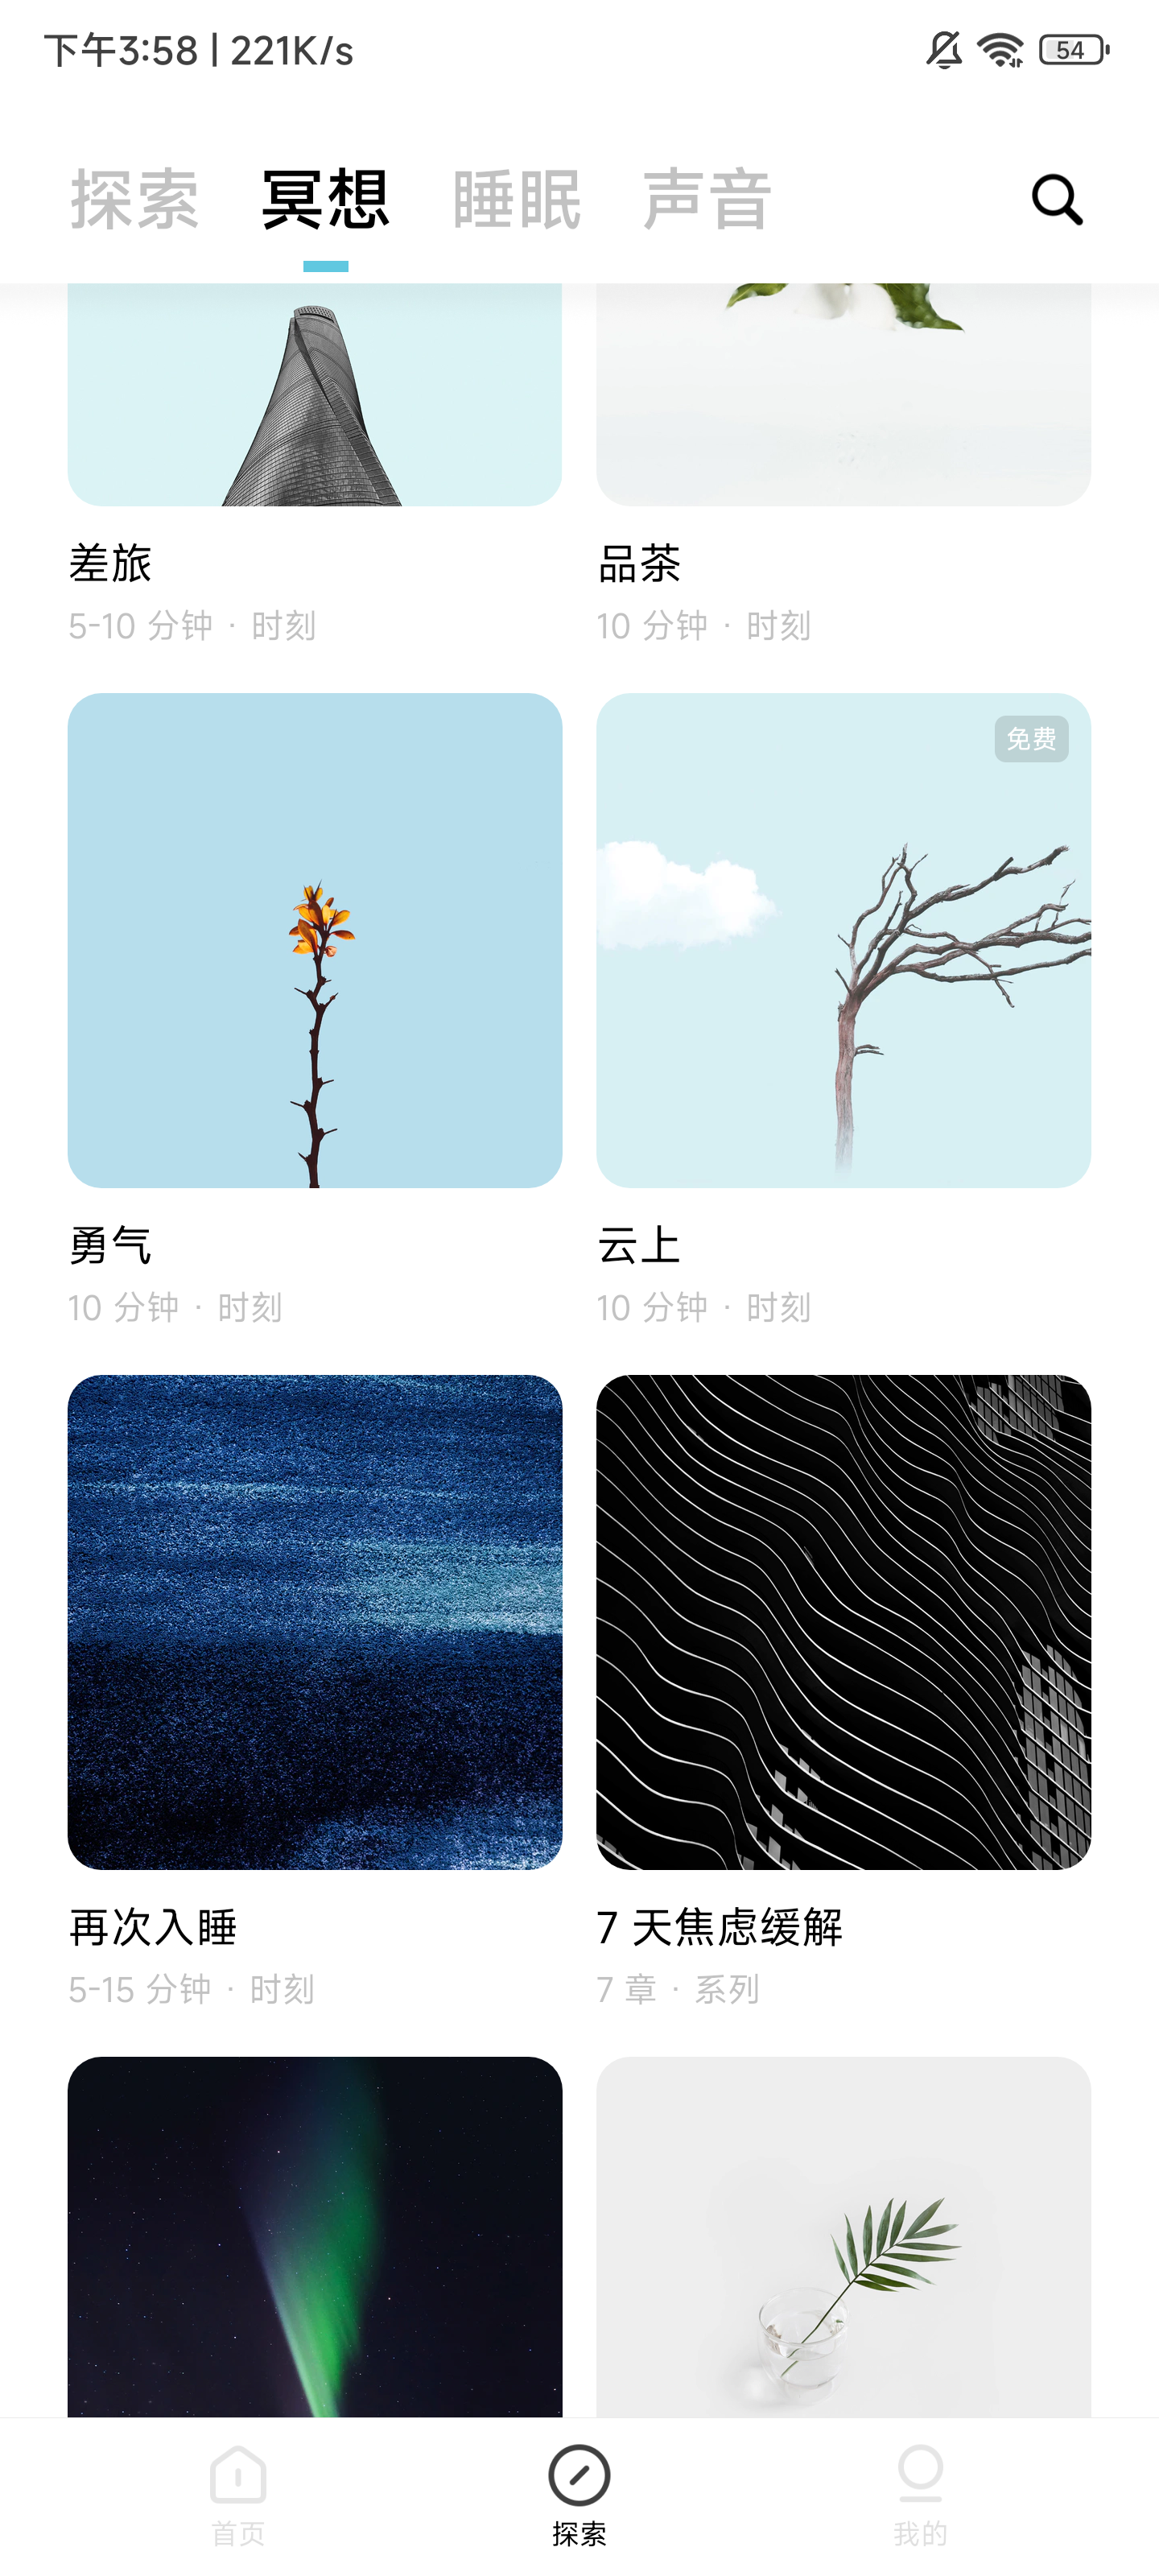 下午3:58 | 221K/s
54
探索 冥想 睡眠 声音
差旅
5-10 分钟 · 时刻
品茶
10 分钟 · 时刻
免费
勇气
10 分钟 · 时刻
云上
10 分钟 · 时刻
再次入睡
5-15 分钟 · 时刻
7 天焦虑缓解
7 章 · 系列
首页
探索
我的